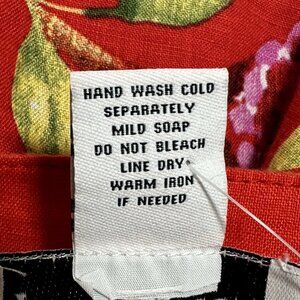 HAND WASH COLD
SEPARATELY
MILD SOAP
DO NOT BLEACH
LINE DRY
WARM IRON
IF NEEDED